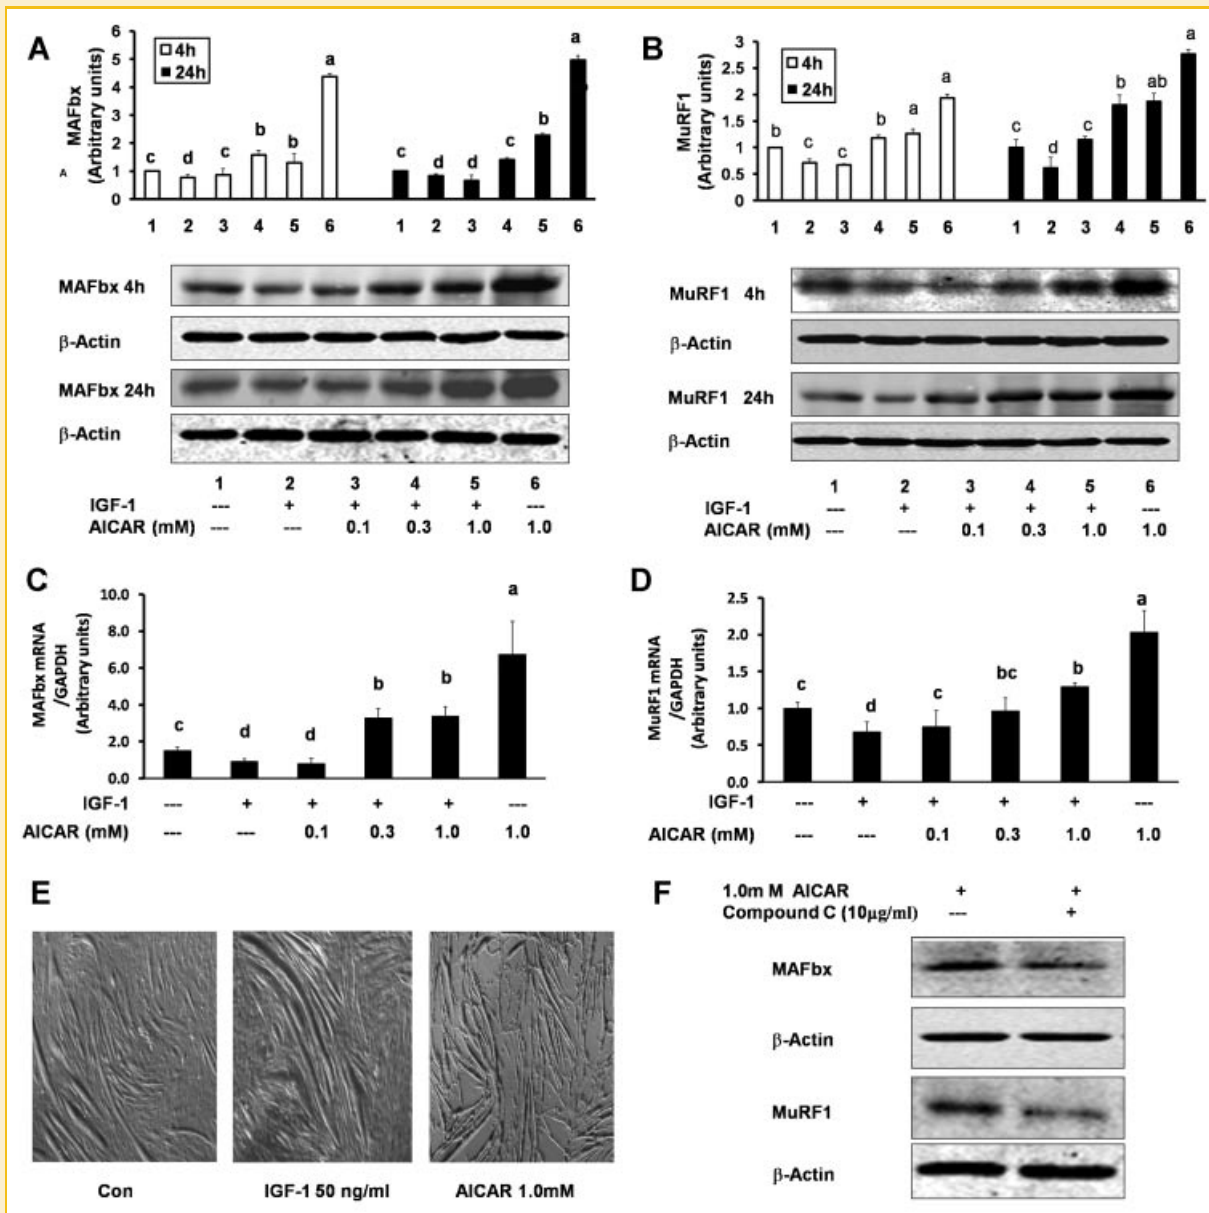 A
MAFbx
(Arbitrary units)
6
5
4
3
2
1
0
4h
24h
c d c b b a c d d c b a
1 2 3 4 5 6 1 2 3 4 5 6
A
MAFbx 4h
β-Actin
MAFbx 24h
β-Actin
1 2 3 4 5 6
IGF-1 --- + + + + ---
AICAR (mM) --- --- 0.1 0.3 1.0 1.0
B
MuRF1
(Arbitrary units)
3
2.5
2
1.5
1
0.5
0
4h
24h
b c c b a a c d c b ab a
1 2 3 4 5 6 1 2 3 4 5 6
MuRF1 4h
β-Actin
MuRF1 24h
β-Actin
1 2 3 4 5 6
IGF-1 --- + + + + ---
AICAR (mM) --- --- 0.1 0.3 1.0 1.0
C
MAFbx mRNA
/GAPDH
(Arbitrary units)
10.0
8.0
6.0
4.0
2.0
0.0
c d d b b a
IGF-1 --- + + + + ---
AICAR (mM) --- --- 0.1 0.3 1.0 1.0
D
MuRF1 mRNA
/GAPDH
(Arbitrary units)
2.5
2.0
1.5
1.0
0.5
0.0
c d c bc b a
IGF-1 --- + + + + ---
AICAR (mM) --- --- 0.1 0.3 1.0 1.0
E
Con IGF-1 50 ng/ml AICAR 1.0mM
F
1.0m M AICAR + +
Compound C (10μg/ml) --- +
MAFbx
β-Actin
MuRF1
β-Actin